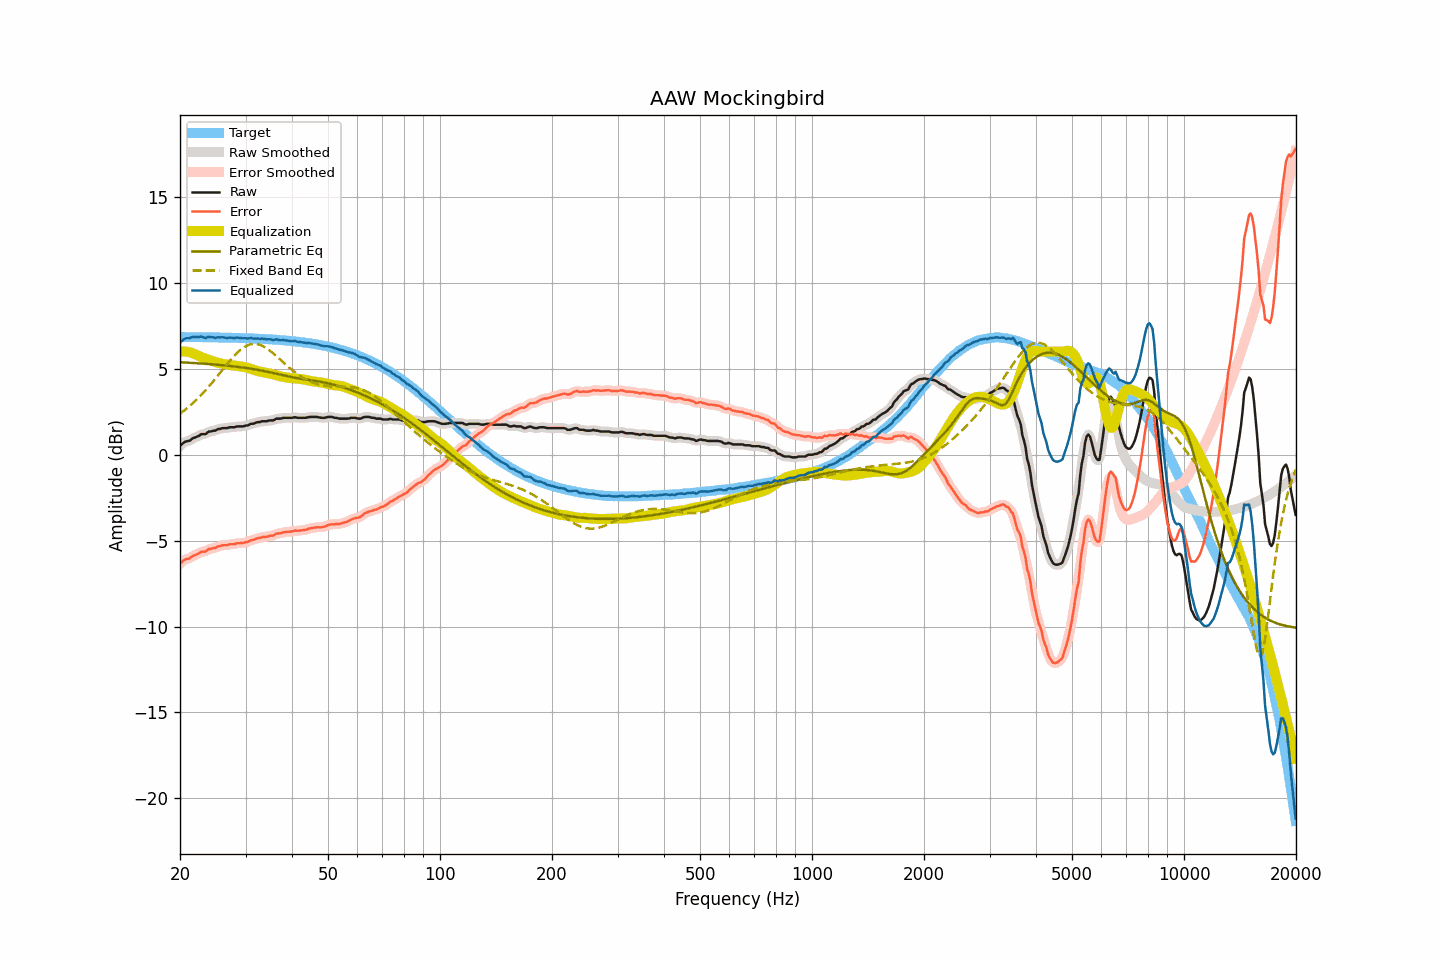 AAW Mockingbird
Target
Raw Smoothed
Error Smoothed
Raw
Error
Equalization
Parametric Eq
Fixed Band Eq
Equalized
15
10
5
0
−5
−10
−15
−20
Amplitude (dBr)
20 50 100 200 500 1000 2000 5000 10000 20000
Frequency (Hz)